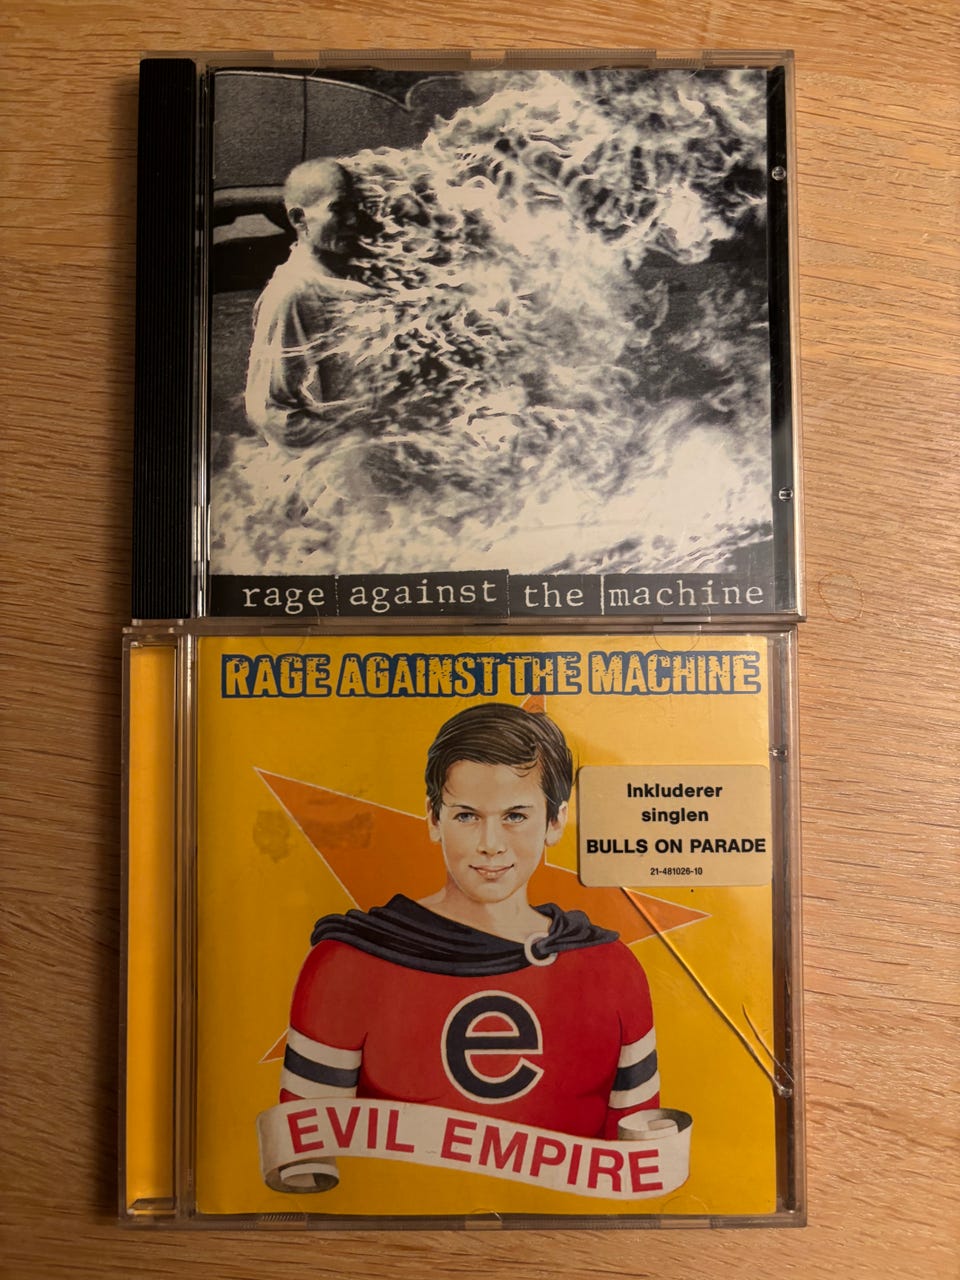 rage against the machine
RAGE AGAINST THE MACHINE
Inkluderer
singlen
BULLS ON PARADE
21-481026-10
e
EVIL EMPIRE